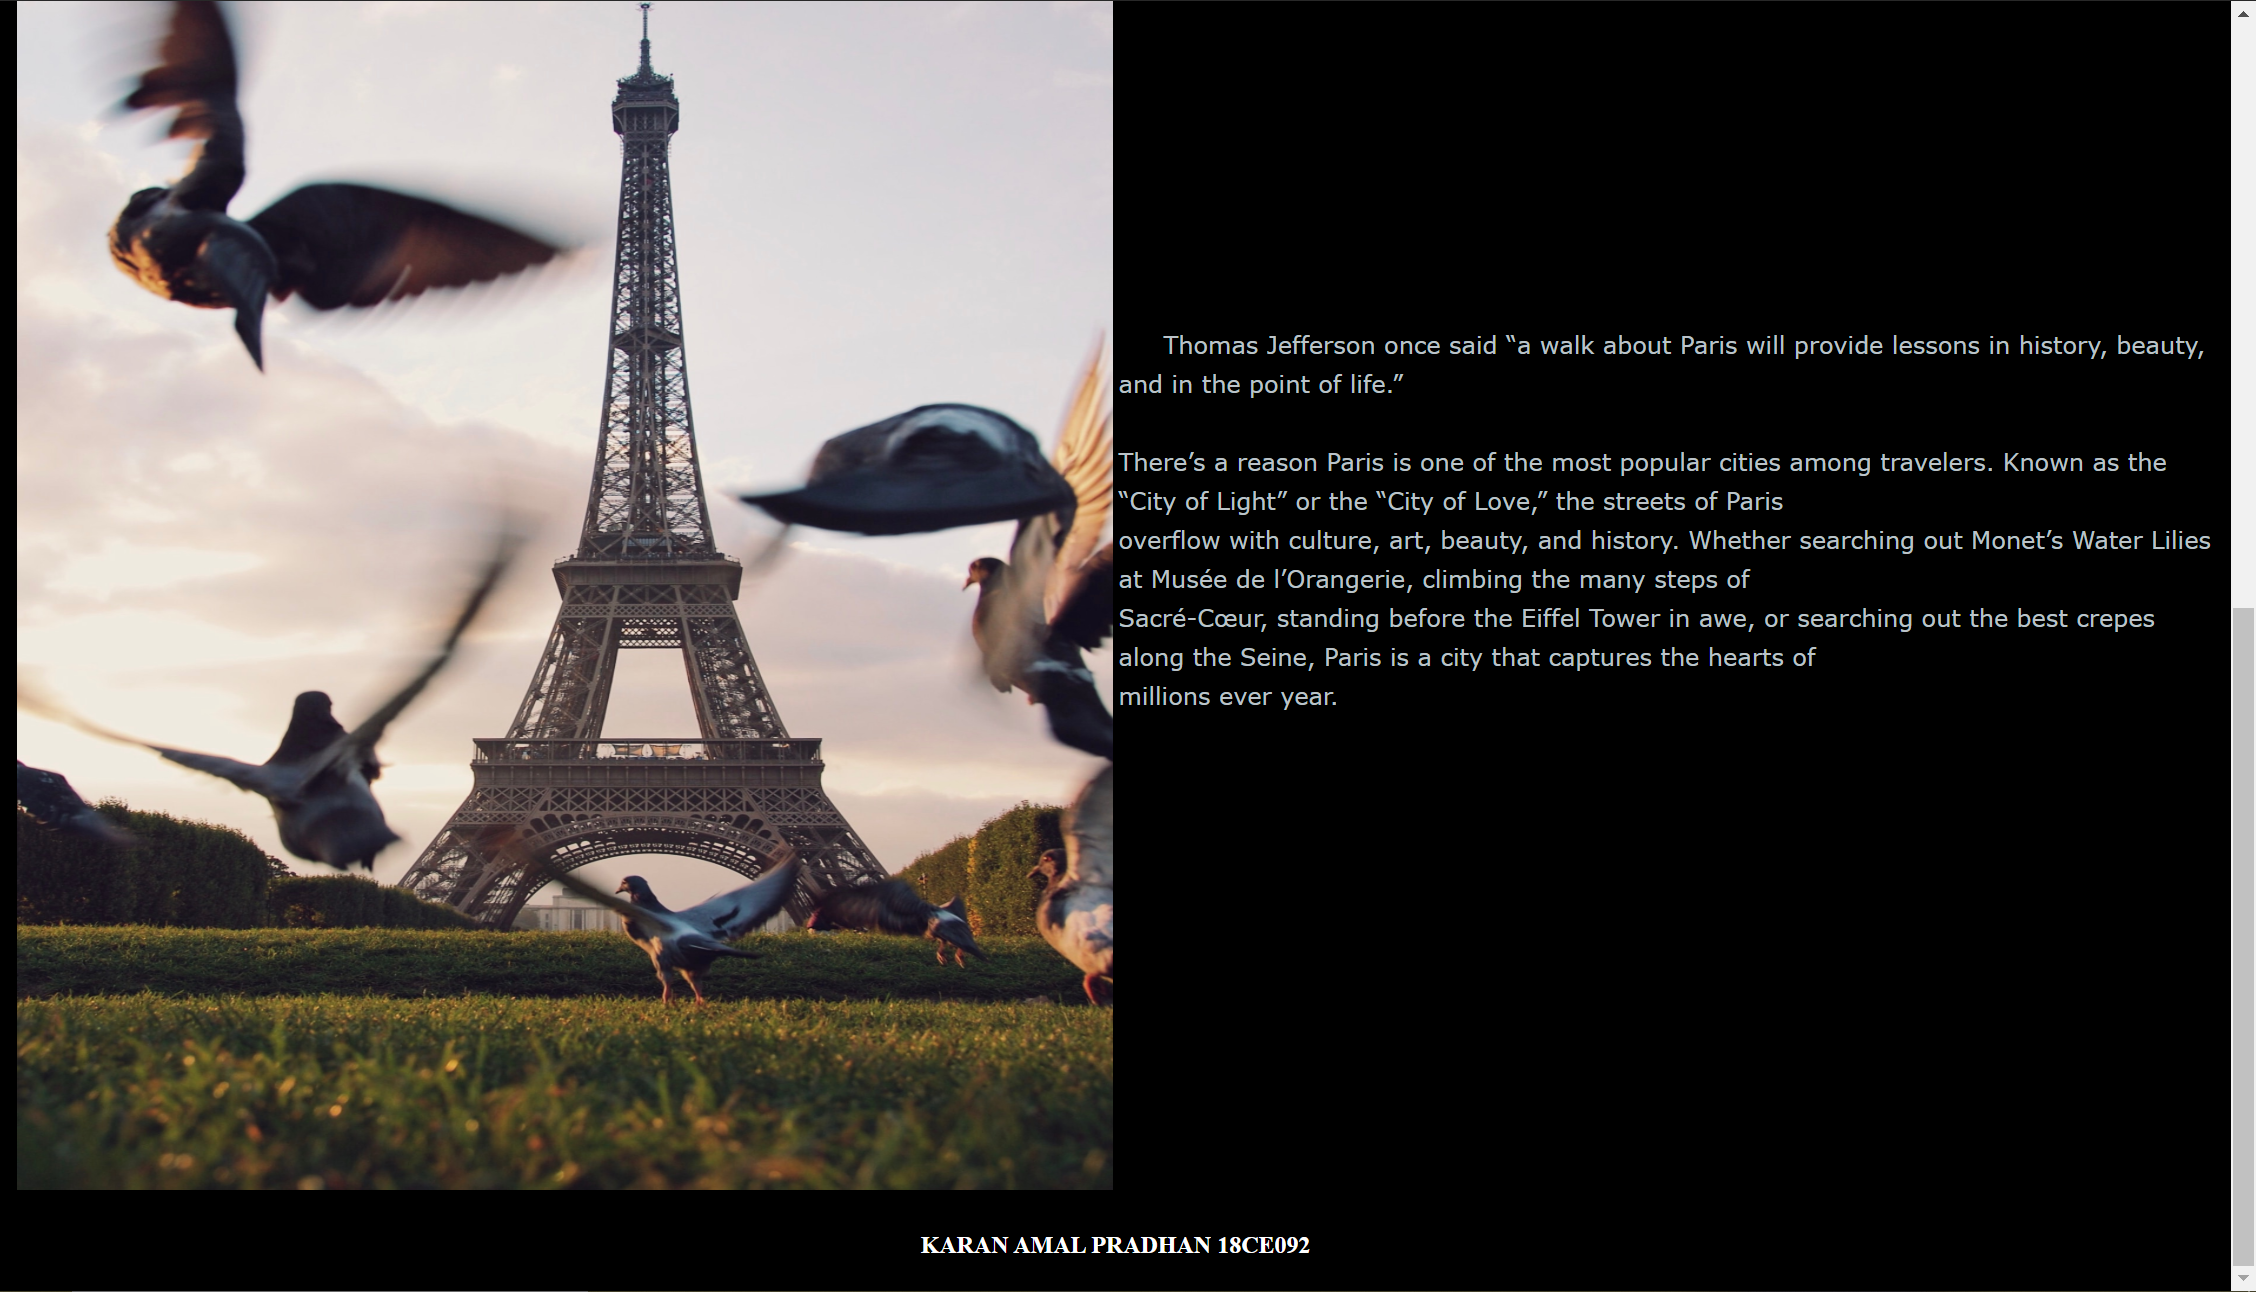 Thomas Jefferson once said “a walk about Paris will provide lessons in history, beauty,
and in the point of life.”
There’s a reason Paris is one of the most popular cities among travelers. Known as the
“City of Light” or the “City of Love,” the streets of Paris
overflow with culture, art, beauty, and history. Whether searching out Monet’s Water Lilies
at Musée de l’Orangerie, climbing the many steps of
Sacré-Cœur, standing before the Eiffel Tower in awe, or searching out the best crepes
along the Seine, Paris is a city that captures the hearts of
millions ever year.
KARAN AMAL PRADHAN 18CE092